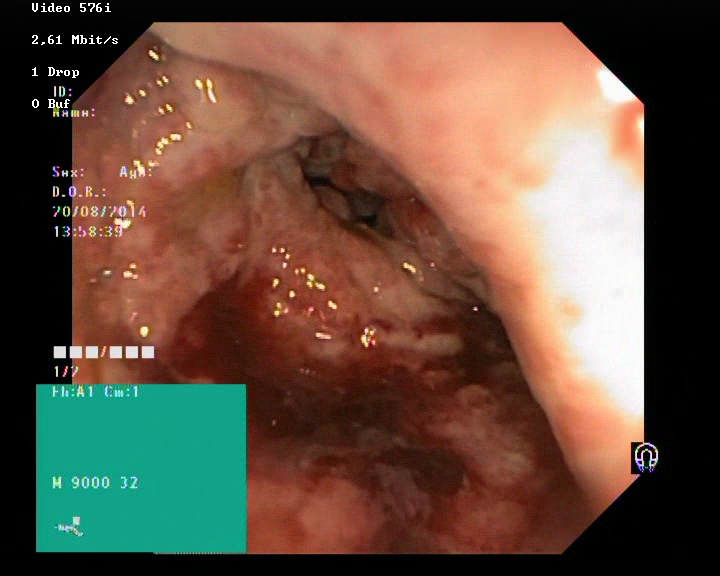 Video 576i
2,61 Mbit/s
1 Drop
ID:
0 Buf
Name:
Sex: Age:
D.O.B.:
20/08/2014
13:58:39
1/2
Eh:A1 Cm:1
M 9000 32